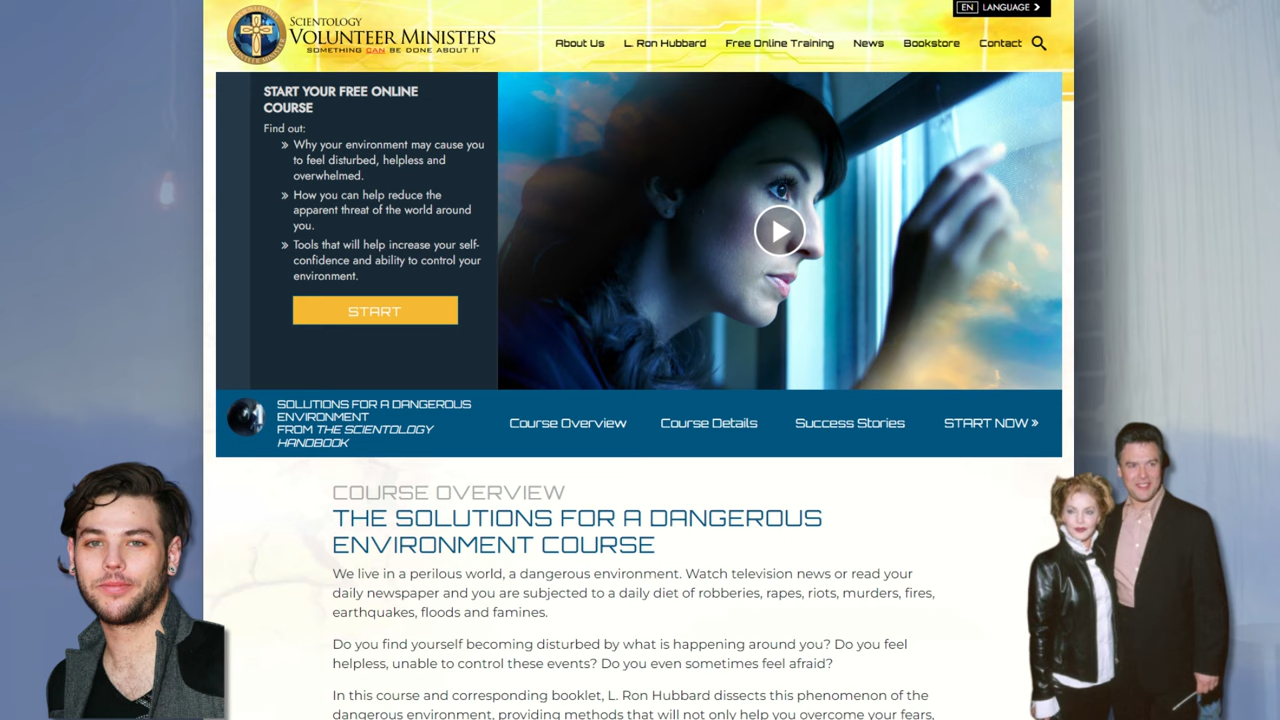 EN LANGUAGE
SCIENTOLOGY
VOLUNTEER MINISTERS
SOMETHING CAN BE DONE ABOUT IT
About Us L. Ron Hubbard Free Online Training News Bookstore Contact
START YOUR FREE ONLINE
COURSE
Find out:
» Why your environment may cause you
to feel disturbed, helpless and
overwhelmed.
» How you can help reduce the
apparent threat of the world around
you.
» Tools that will help increase your self-
confidence and ability to control your
environment.
START
SOLUTIONS FOR A DANGEROUS
ENVIRONMENT
FROM THE SCIENTOLOGY
HANDBOOK
Course Overview Course Details Success Stories START NOW »
COURSE OVERVIEW
THE SOLUTIONS FOR A DANGEROUS
ENVIRONMENT COURSE
We live in a perilous world, a dangerous environment. Watch television news or read your
daily newspaper and you are subjected to a daily diet of robberies, rapes, riots, murders, fires,
earthquakes, floods and famines.
Do you find yourself becoming disturbed by what is happening around you? Do you feel
helpless, unable to control these events? Do you even sometimes feel afraid?
In this course and corresponding booklet, L. Ron Hubbard dissects this phenomenon of the
dangerous environment, providing methods that will not only help you overcome your fears,